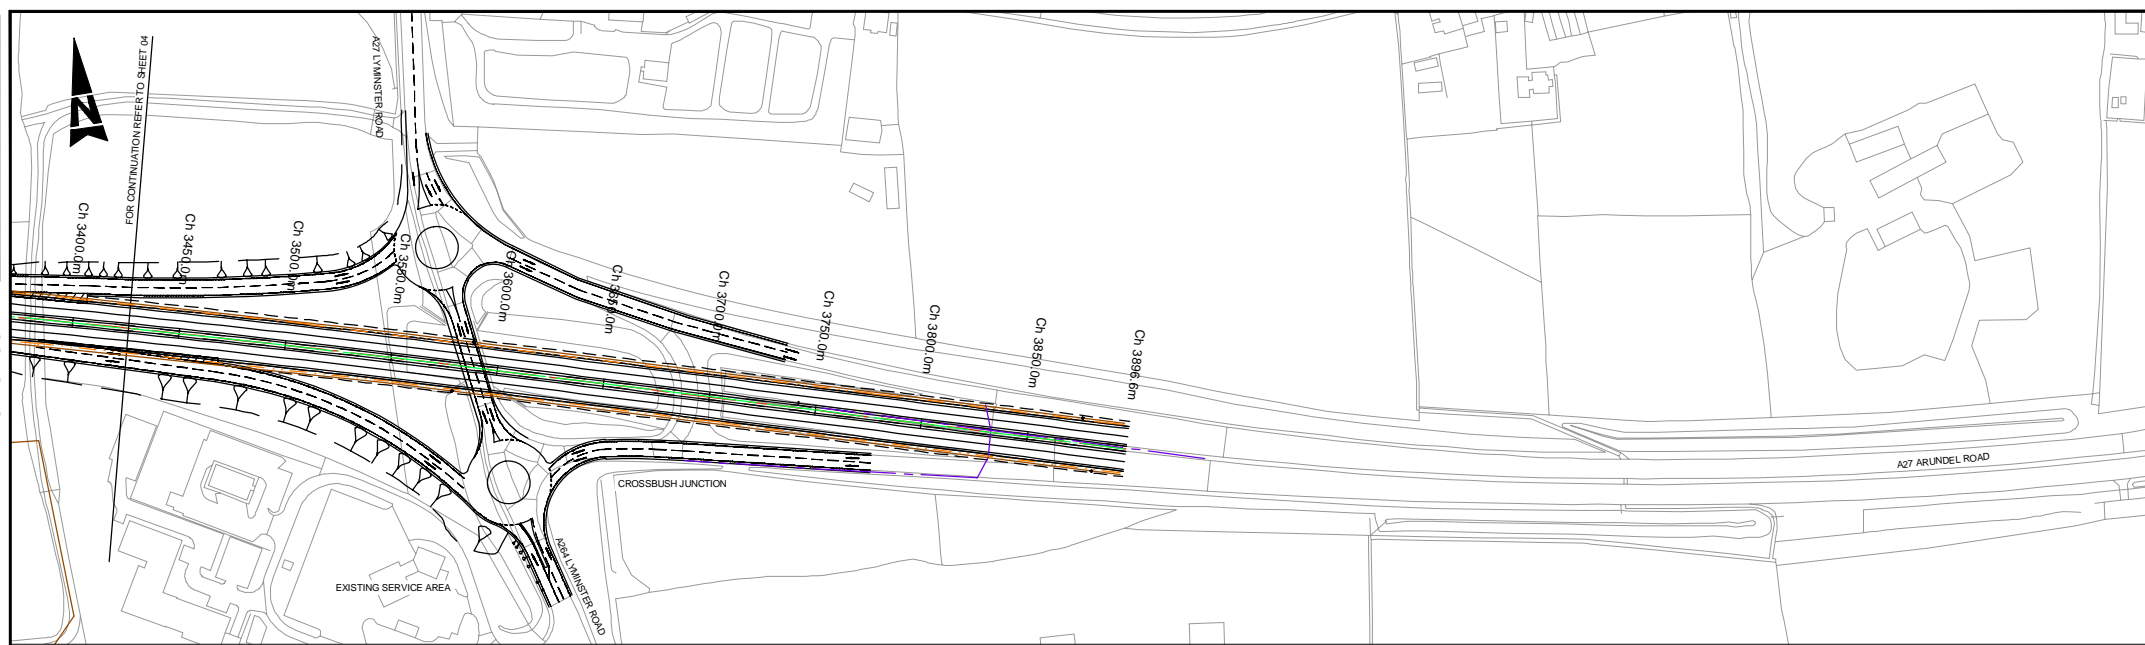 N
FOR CONTINUATION REFER TO SHEET 04
A27 LYMINSTER ROAD
Ch 3400.0m
Ch 3450.0m
Ch 3500.0m
Ch 3550.0m
Ch 3600.0m
Ch 3650.0m
Ch 3700.0m
Ch 3750.0m
Ch 3800.0m
Ch 3850.0m
Ch 3896.6m
A27 ARUNDEL ROAD
CROSSBUSH JUNCTION
A264 LYMINSTER ROAD
EXISTING SERVICE AREA